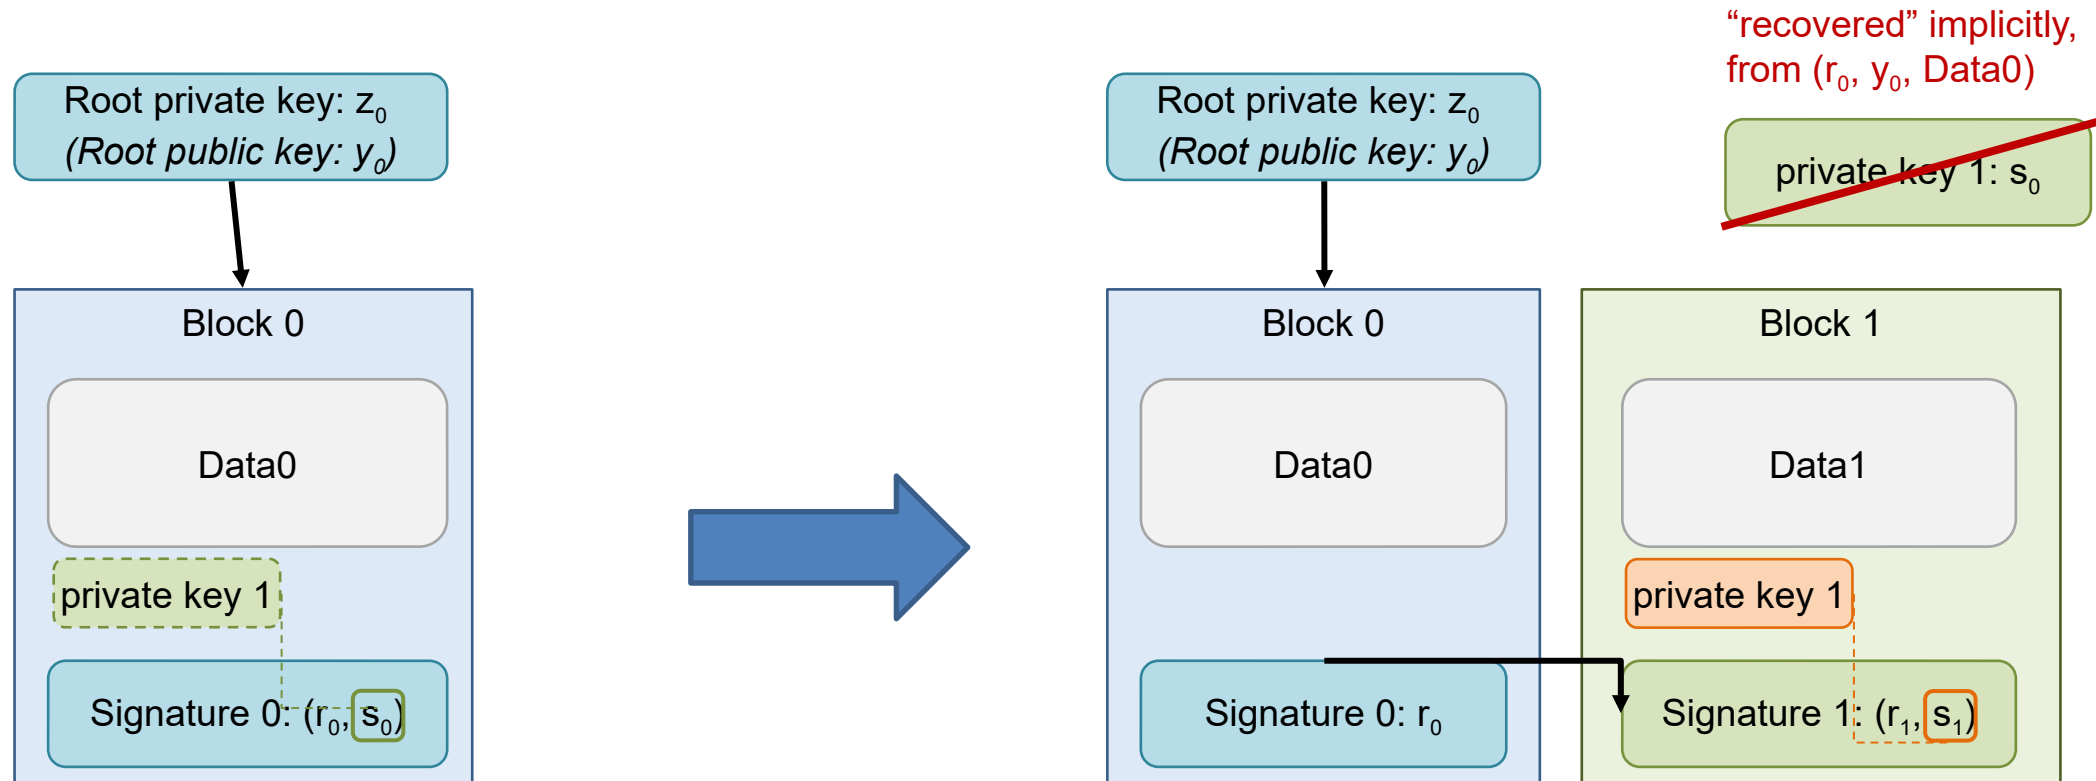 Root private key: z₀
(Root public key: y₀)
Block 0
Data0
private key 1
Signature 0: (r₀, s₀)
Root private key: z₀
(Root public key: y₀)
Block 0
Data0
Signature 0: r₀
“recovered” implicitly,
from (r₀, y₀, Data0)
private key 1: s₀
Block 1
Data1
private key 1
Signature 1: (r₁, s₁)